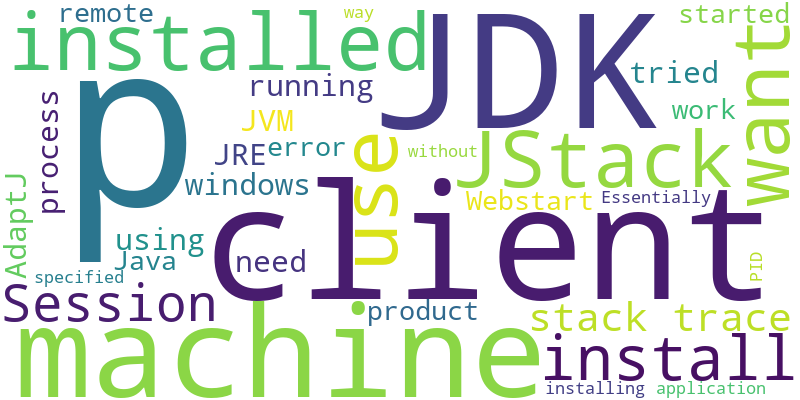 remote
way
started
installed
JDK
want
p
running
tried
process
JVM
work
JRE
error
use
without
JStack
windows
client
Webstart
Essentially
AdaptJ
using
Java
need
PID
specified
Session
product
stack trace
machine
install
installing
application